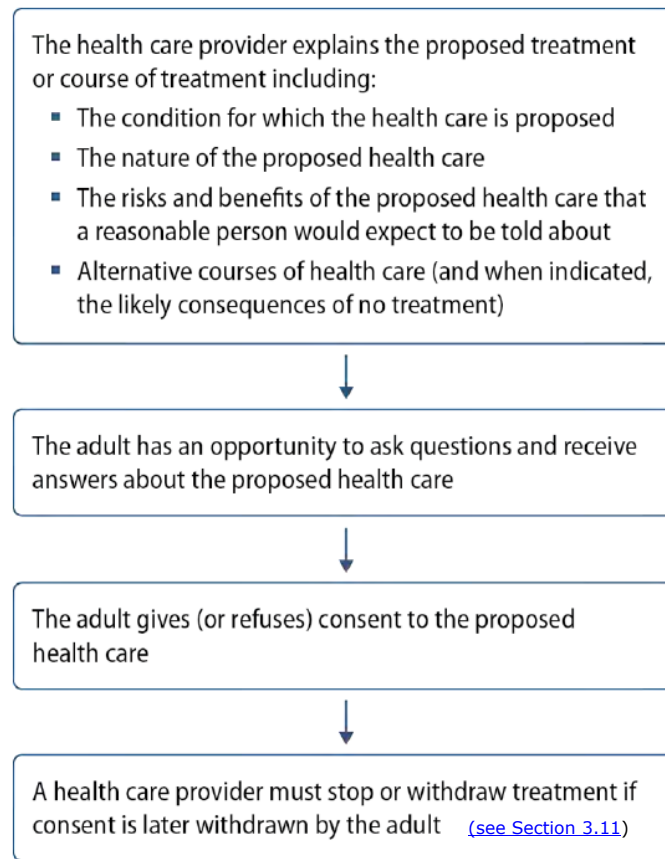 The health care provider explains the proposed treatment
or course of treatment including:
▪ The condition for which the health care is proposed
▪ The nature of the proposed health care
▪ The risks and benefits of the proposed health care that
a reasonable person would expect to be told about
▪ Alternative courses of health care (and when indicated,
the likely consequences of no treatment)
The adult has an opportunity to ask questions and receive
answers about the proposed health care
The adult gives (or refuses) consent to the proposed
health care
A health care provider must stop or withdraw treatment if
consent is later withdrawn by the adult (see Section 3.11)